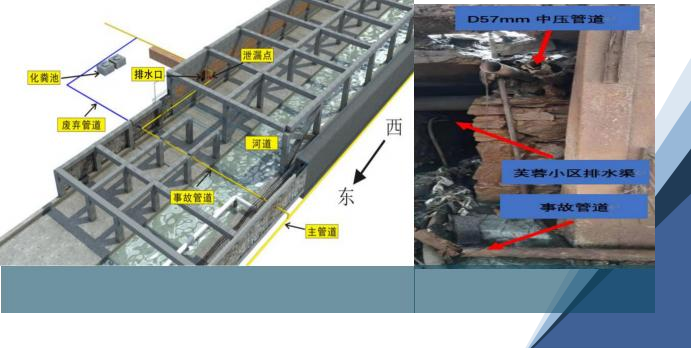 D57mm 中压管道
泄漏点
化粪池
排水口
废弃管道
西
河道
芙蓉小区排水渠
东
事故管道
事故管道
主管道